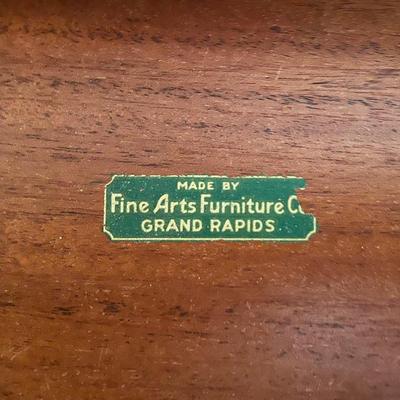 MADE BY
Fine Arts Furniture C
GRAND RAPIDS